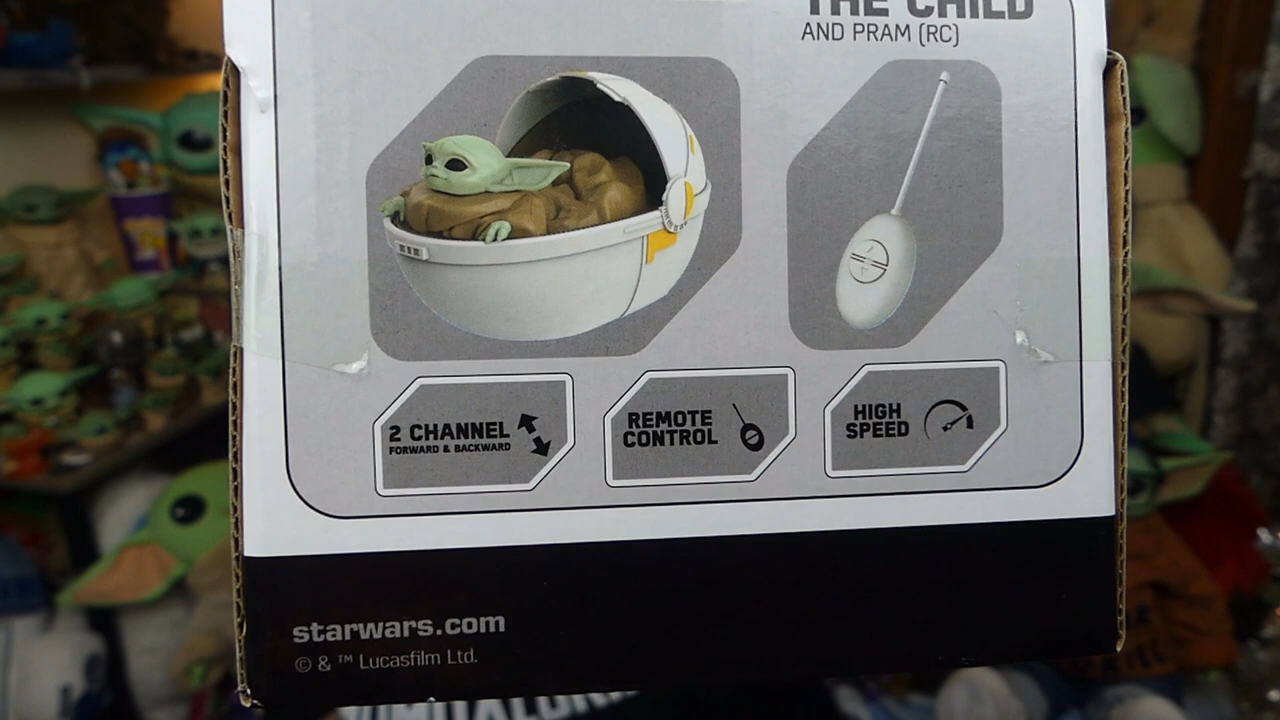 THE CHILD
AND PRAM (RC)
2 CHANNEL
FORWARD & BACKWARD
REMOTE
CONTROL
HIGH
SPEED
starwars.com
© & ™ Lucasfilm Ltd.